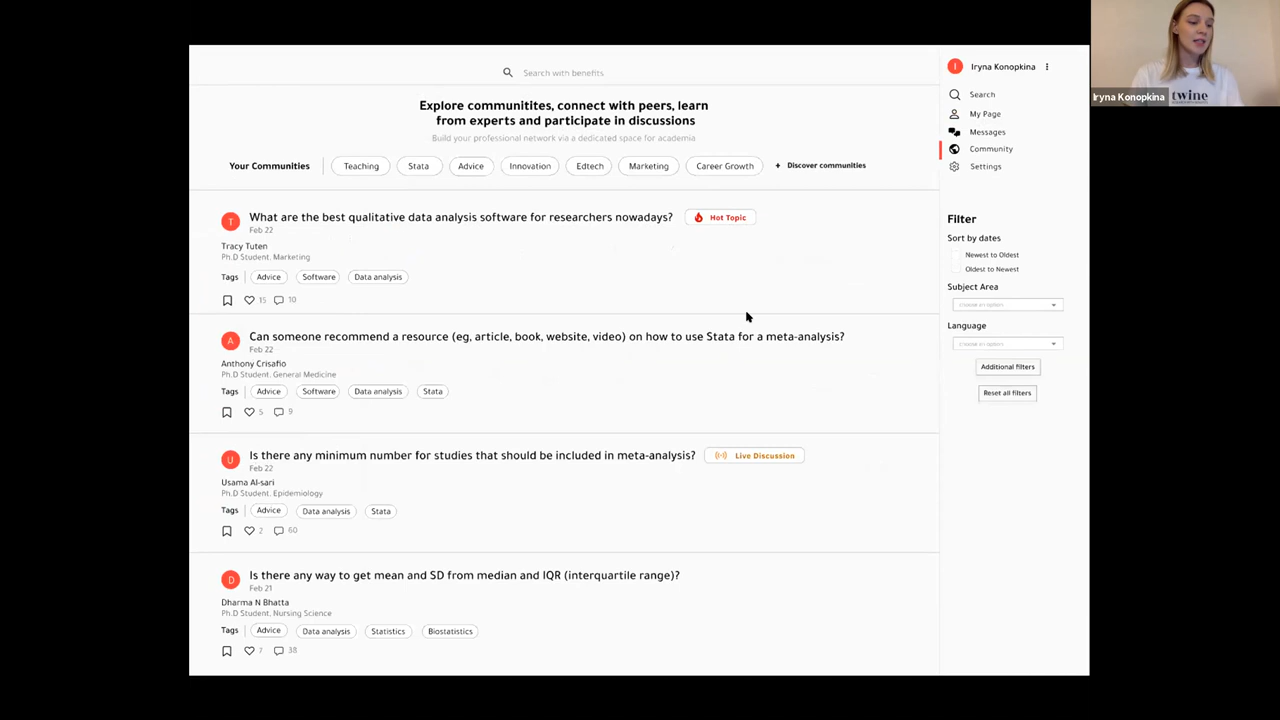 Search with benefits
Explore communitites, connect with peers, learn
from experts and participate in discussions
Build your professional network via a dedicated space for academia
Your Communities
Teaching
Stata
Advice
Innovation
Edtech
Marketing
Career Growth
+ Discover communities
T
What are the best qualitative data analysis software for researchers nowadays?
Hot Topic
Feb 22
Tracy Tuten
Ph.D Student. Marketing
Tags
Advice
Software
Data analysis
15
10
A
Can someone recommend a resource (eg, article, book, website, video) on how to use Stata for a meta-analysis?
Feb 22
Anthony Crisafio
Ph.D Student. General Medicine
Tags
Advice
Software
Data analysis
Stata
5
9
U
Is there any minimum number for studies that should be included in meta-analysis?
Live Discussion
Feb 22
Usama Al-sari
Ph.D Student. Epidemiology
Tags
Advice
Data analysis
Stata
2
60
D
Is there any way to get mean and SD from median and IQR (interquartile range)?
Feb 21
Dharma N Bhatta
Ph.D Student. Nursing Science
Tags
Advice
Data analysis
Statistics
Biostatistics
7
38
I
Iryna Konopkina
Search
My Page
Messages
Community
Settings
Filter
Sort by dates
Newest to Oldest
Oldest to Newest
Subject Area
choose an option
Language
choose an option
Additional filters
Reset all filters
Iryna Konopkina
twine